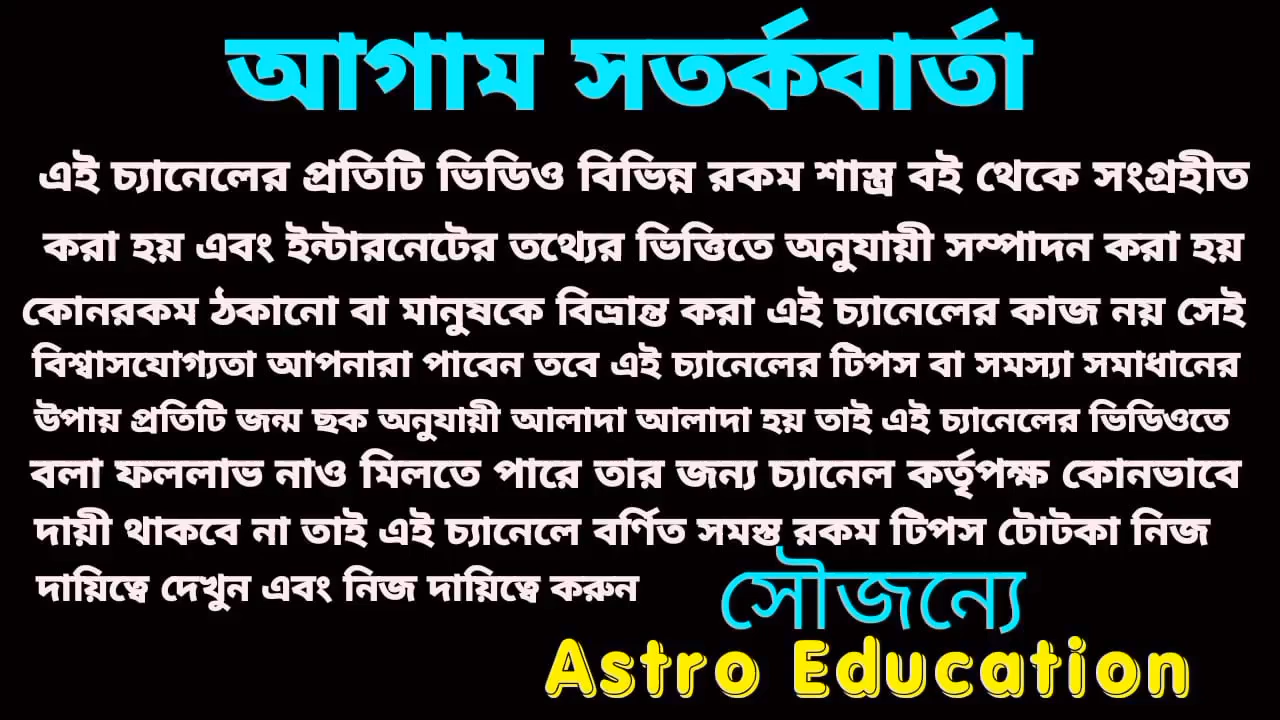 আগাম সতর্কবার্তা
এই চ্যানেলের প্রতিটি ভিডিও বিভিন্ন রকম শাস্ত্র বই থেকে সংগ্রহীত
করা হয় এবং ইন্টারনেটের তথ্যের ভিত্তিতে অনুযায়ী সম্পাদন করা হয়
কোনরকম ঠকানো বা মানুষকে বিভ্রান্ত করা এই চ্যানেলের কাজ নয় সেই
বিশ্বাসযোগ্যতা আপনারা পাবেন তবে এই চ্যানেলের টিপস বা সমস্যা সমাধানের
উপায় প্রতিটি জন্ম ছক অনুযায়ী আলাদা আলাদা হয় তাই এই চ্যানেলের ভিডিওতে
বলা ফললাভ নাও মিলতে পারে তার জন্য চ্যানেল কর্তৃপক্ষ কোনভাবে
দায়ী থাকবে না তাই এই চ্যানেলে বর্ণিত সমস্ত রকম টিপস টোটকা নিজ
দায়িত্বে দেখুন এবং নিজ দায়িত্বে করুন
সৌজন্যে
Astro Education